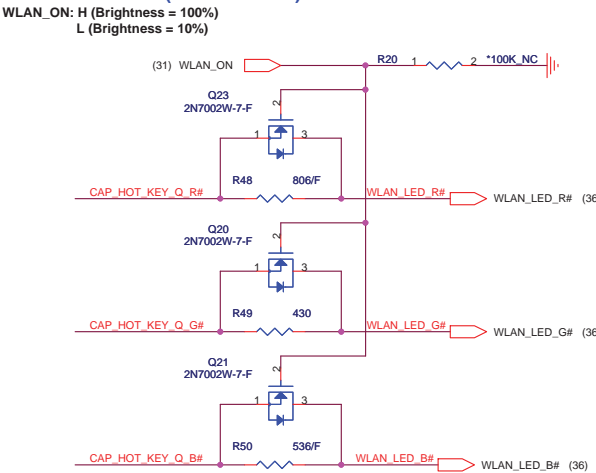 WLAN_ON: H (Brightness = 100%)
L (Brightness = 10%)
(31) WLAN_ON
R20 1 2 *100K_NC
Q23
2N7002W-7-F
2
1 3
R48 806/F
CAP_HOT_KEY_Q_R# WLAN_LED_R# WLAN_LED_R# (36
Q20
2N7002W-7-F
2
1 3
R49 430
CAP_HOT_KEY_Q_G# WLAN_LED_G# WLAN_LED_G# (36
Q21
2N7002W-7-F
2
1 3
R50 536/F
CAP_HOT_KEY_Q_B# WLAN_LED_B# WLAN_LED_B# (36)